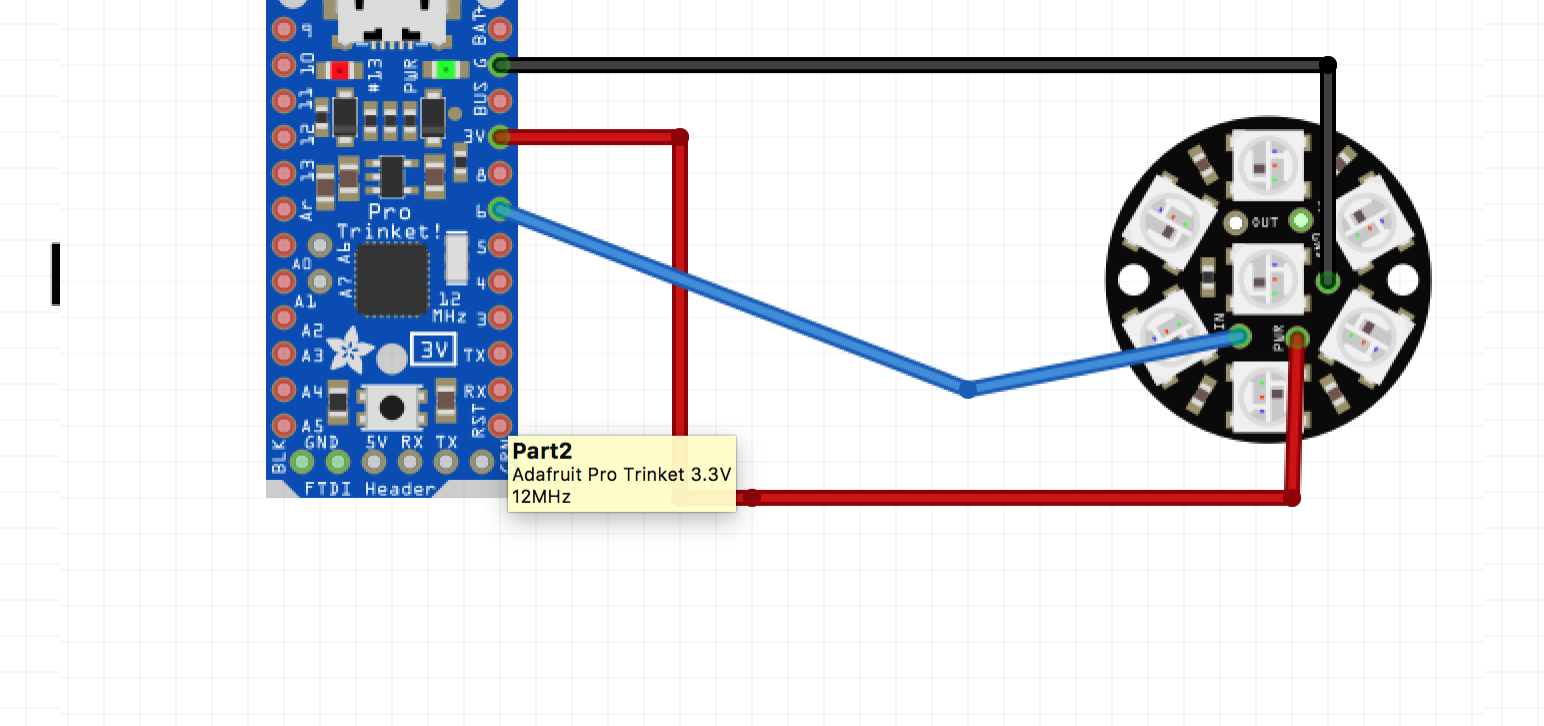 9
10
11
12
13
Ar
#13
PWR
BAT+
G
BUS
3V
8
6
5
4
3
TX
RX
RST
Pro
Trinket!
A6
A0
A7
A1
A2
A3
A4
A5
12
MHz
3V
BLK
GND
5V
RX
TX
FTDI Header
Part2
Adafruit Pro Trinket 3.3V
12MHz
OUT
IN
PWR